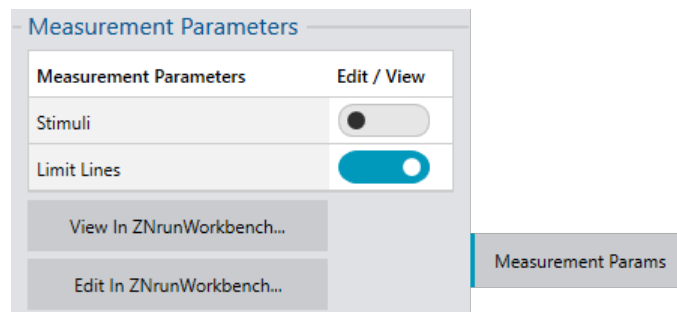 Measurement Parameters
Measurement Parameters Edit / View
Stimuli
Limit Lines
View In ZNrunWorkbench...
Edit In ZNrunWorkbench...
Measurement Params